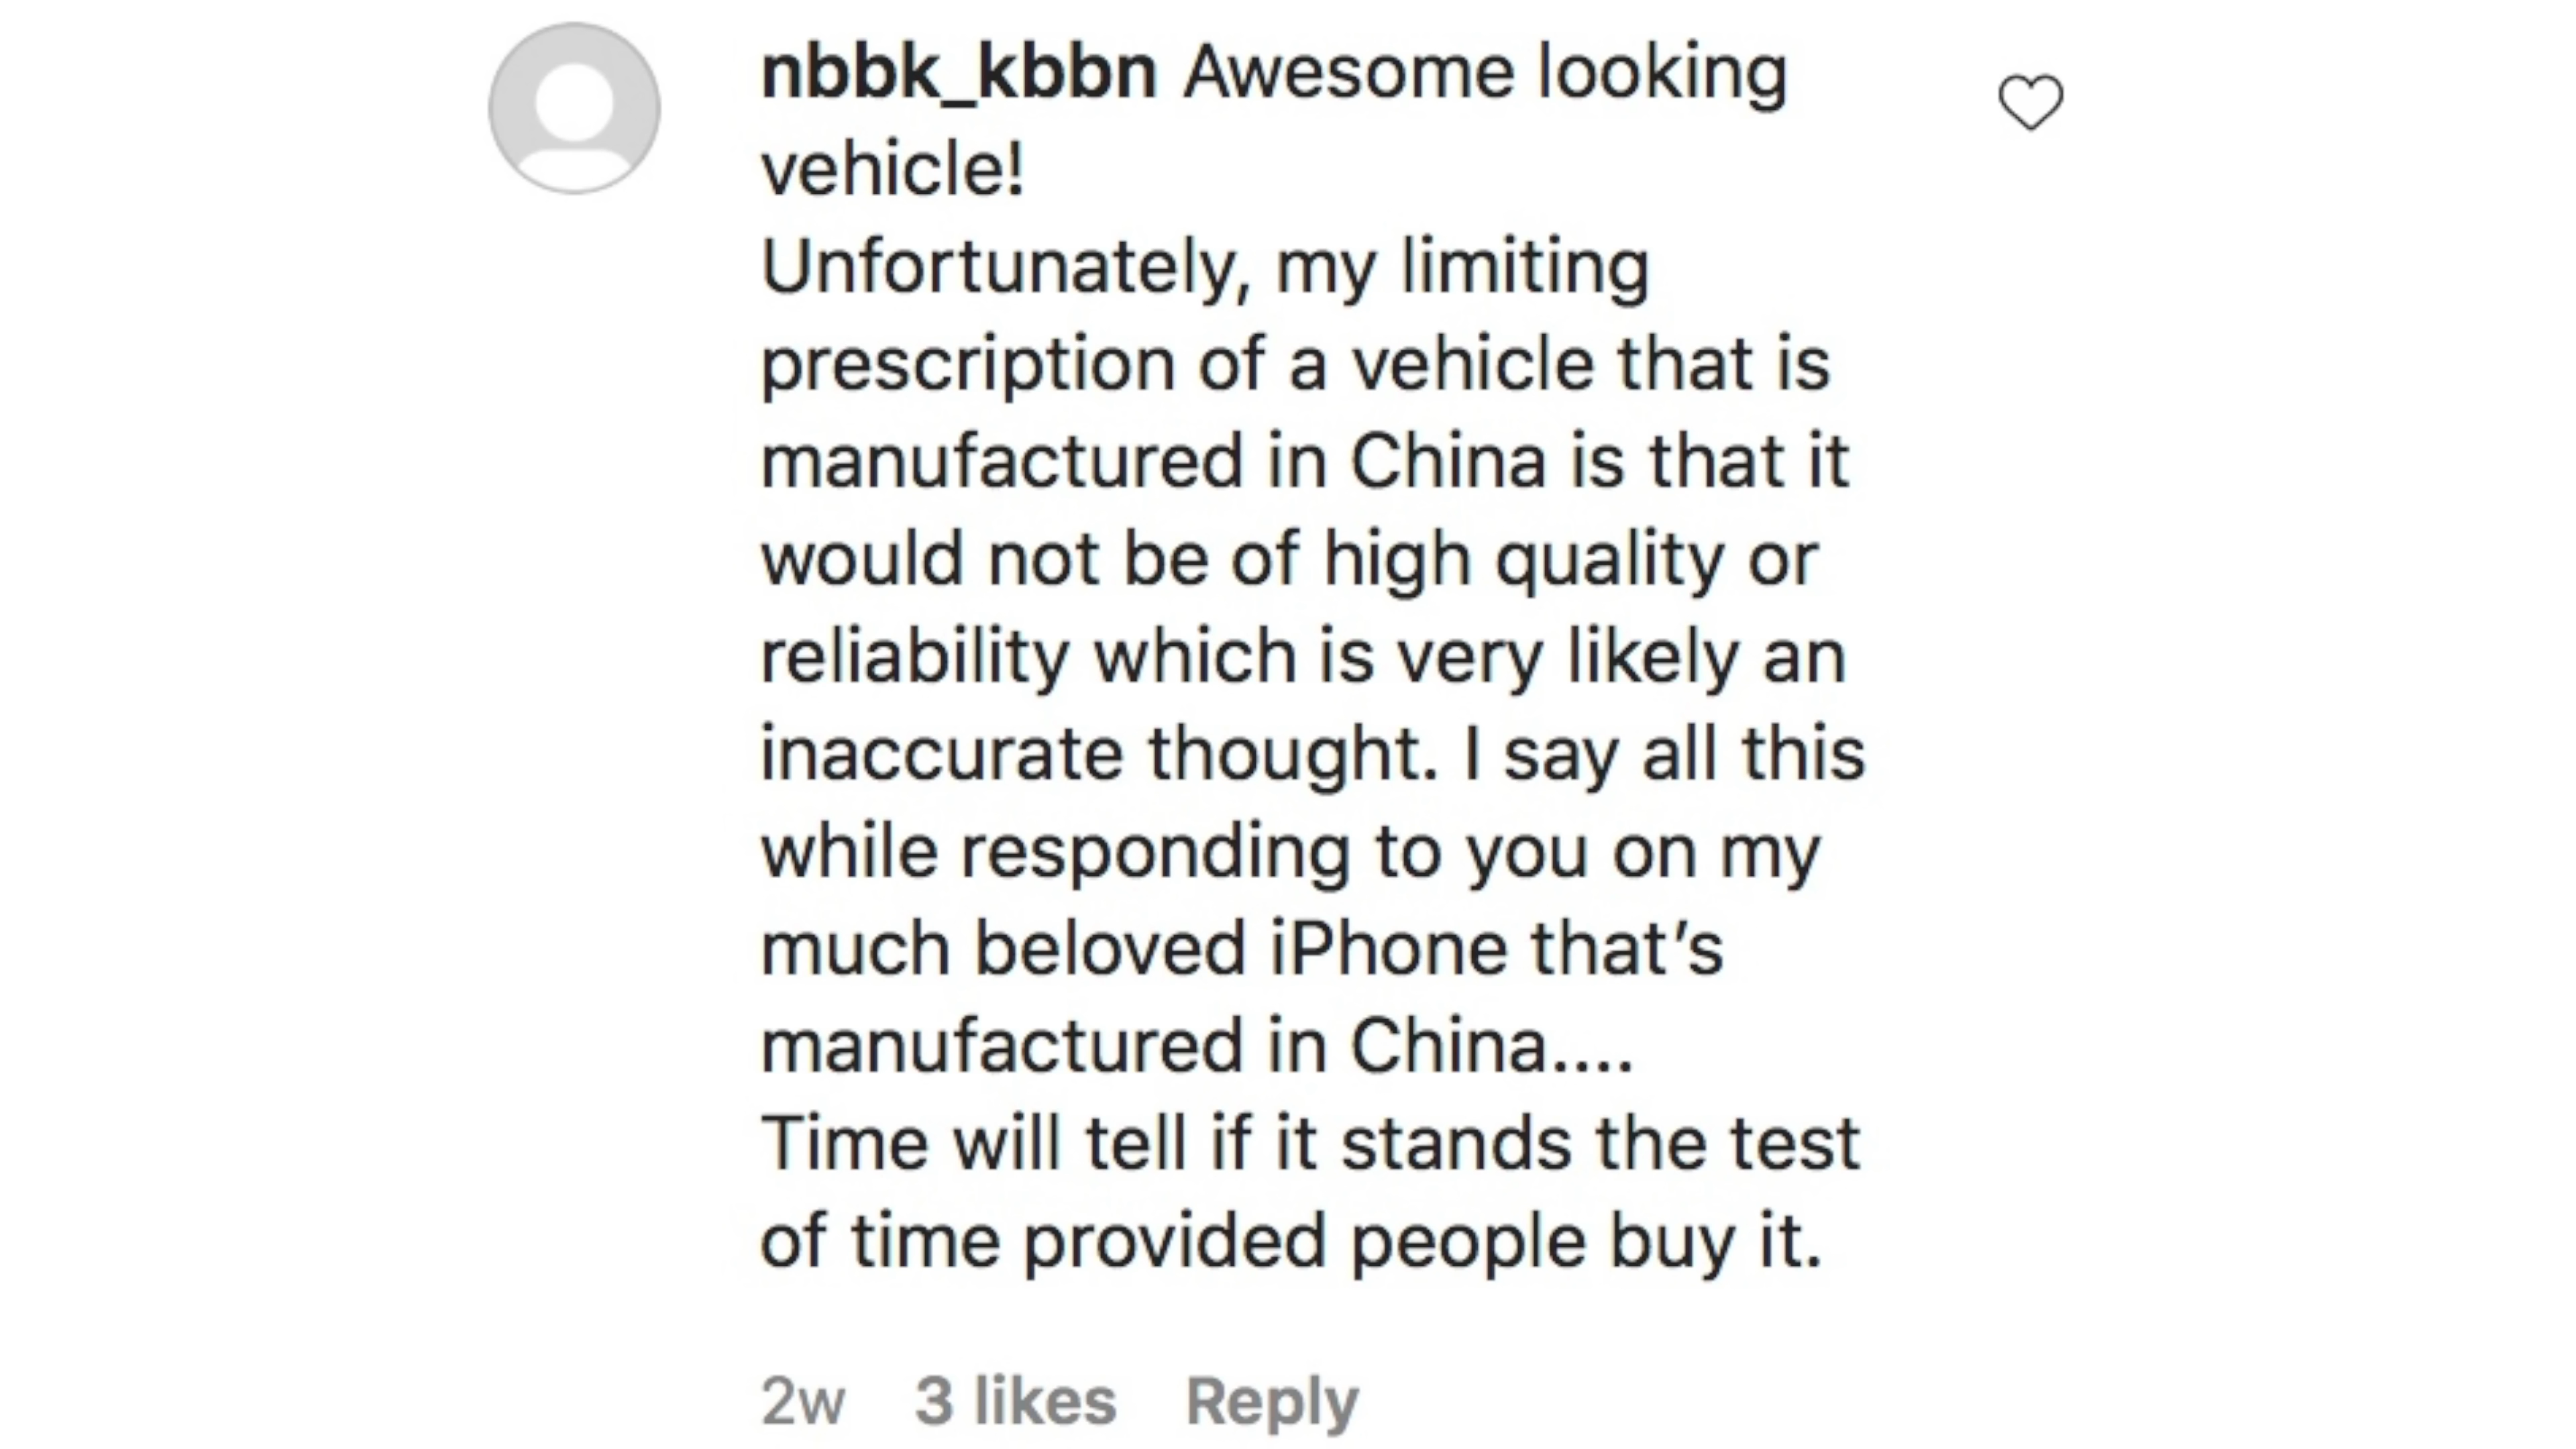 nbbk_kbbn Awesome looking
vehicle!
Unfortunately, my limiting
prescription of a vehicle that is
manufactured in China is that it
would not be of high quality or
reliability which is very likely an
inaccurate thought. I say all this
while responding to you on my
much beloved iPhone that’s
manufactured in China....
Time will tell if it stands the test
of time provided people buy it.
2w 3 likes Reply